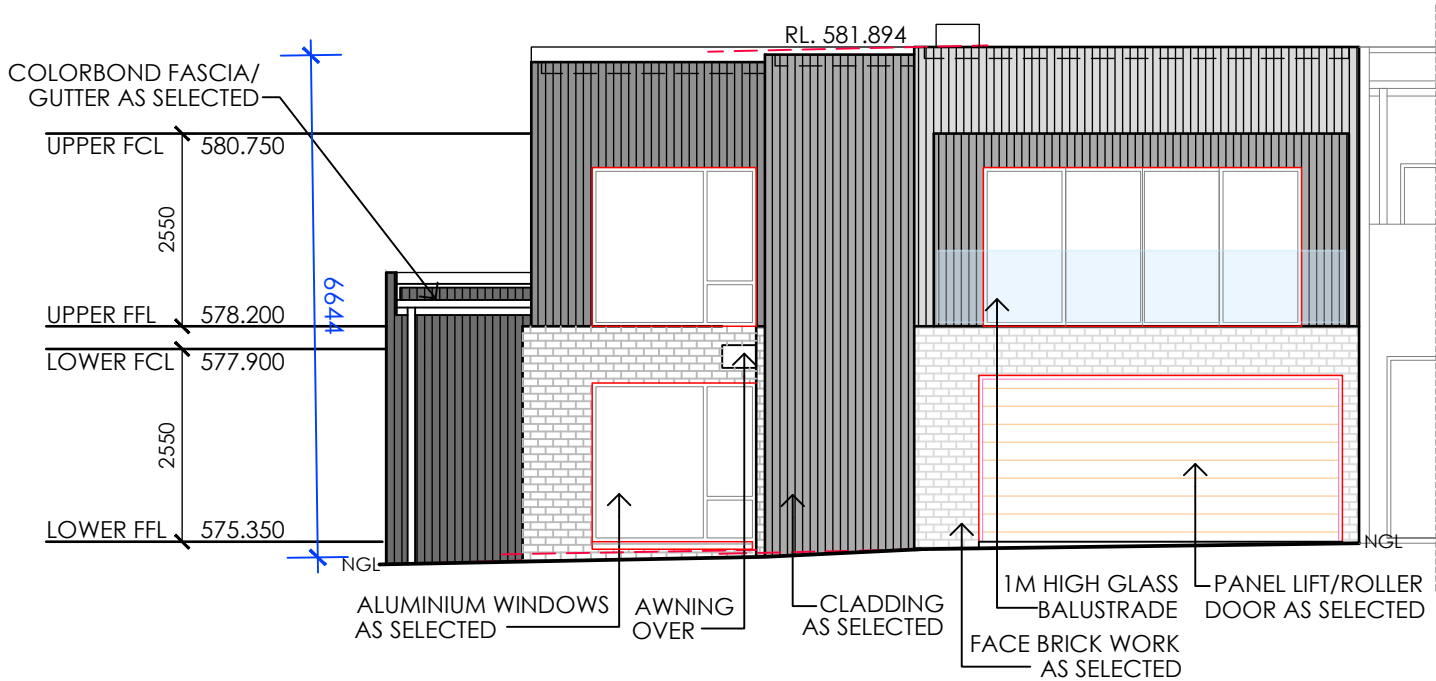 RL. 581.894
COLORBOND FASCIA/
GUTTER AS SELECTED
UPPER FCL 580.750
2550
6644
UPPER FFL 578.200
LOWER FCL 577.900
2550
LOWER FFL 575.350
NGL
NGL
ALUMINIUM WINDOWS
AS SELECTED
AWNING
OVER
CLADDING
AS SELECTED
1M HIGH GLASS
BALUSTRADE
PANEL LIFT/ROLLER
DOOR AS SELECTED
FACE BRICK WORK
AS SELECTED